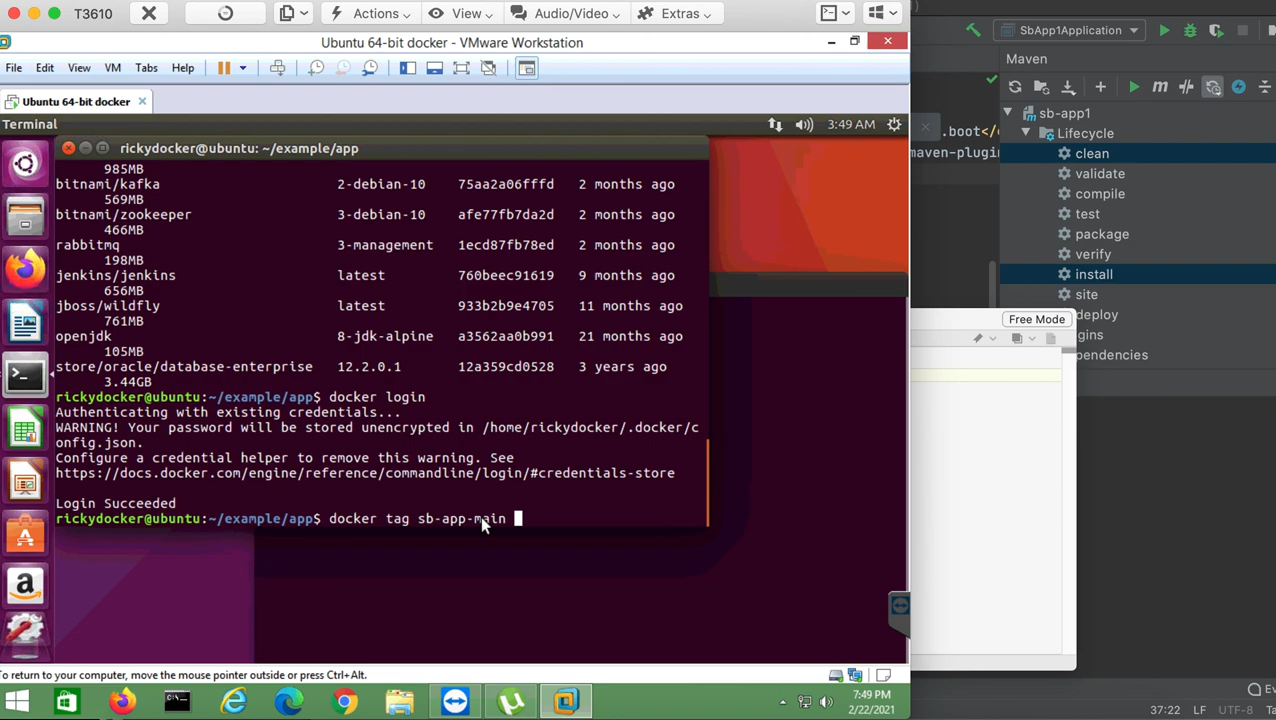 T3610
Actions
View
Audio/Video
Extras
SbApp1Application
Ubuntu 64-bit docker - VMware Workstation
Maven
File Edit View VM Tabs Help
Ubuntu 64-bit docker
sb-app1
Terminal
3:49 AM
.boot</
Lifecycle
rickydocker@ubuntu: ~/example/app
maven-plugin
clean
985MB
validate
bitnami/kafka 2-debian-10 75aa2a06fffd 2 months ago
compile
569MB
test
bitnami/zookeeper 3-debian-10 afe77fb7da2d 2 months ago
package
466MB
verify
rabbitmq 3-management 1ecd87fb78ed 2 months ago
install
198MB
site
jenkins/jenkins latest 760beec91619 9 months ago
deploy
656MB
Free Mode
jboss/wildfly latest 933b2b9e4705 11 months ago
gins
761MB
pendencies
openjdk 8-jdk-alpine a3562aa0b991 21 months ago
105MB
store/oracle/database-enterprise 12.2.0.1 12a359cd0528 3 years ago
3.44GB
rickydocker@ubuntu:~/example/app$ docker login
Authenticating with existing credentials...
WARNING! Your password will be stored unencrypted in /home/rickydocker/.docker/c
onfig.json.
Configure a credential helper to remove this warning. See
https://docs.docker.com/engine/reference/commandline/login/#credentials-store
Login Succeeded
rickydocker@ubuntu:~/example/app$ docker tag sb-app-main
To return to your computer, move the mouse pointer outside or press Ctrl+Alt.
7:49 PM
2/22/2021
Event
37:22 LF UTF-8